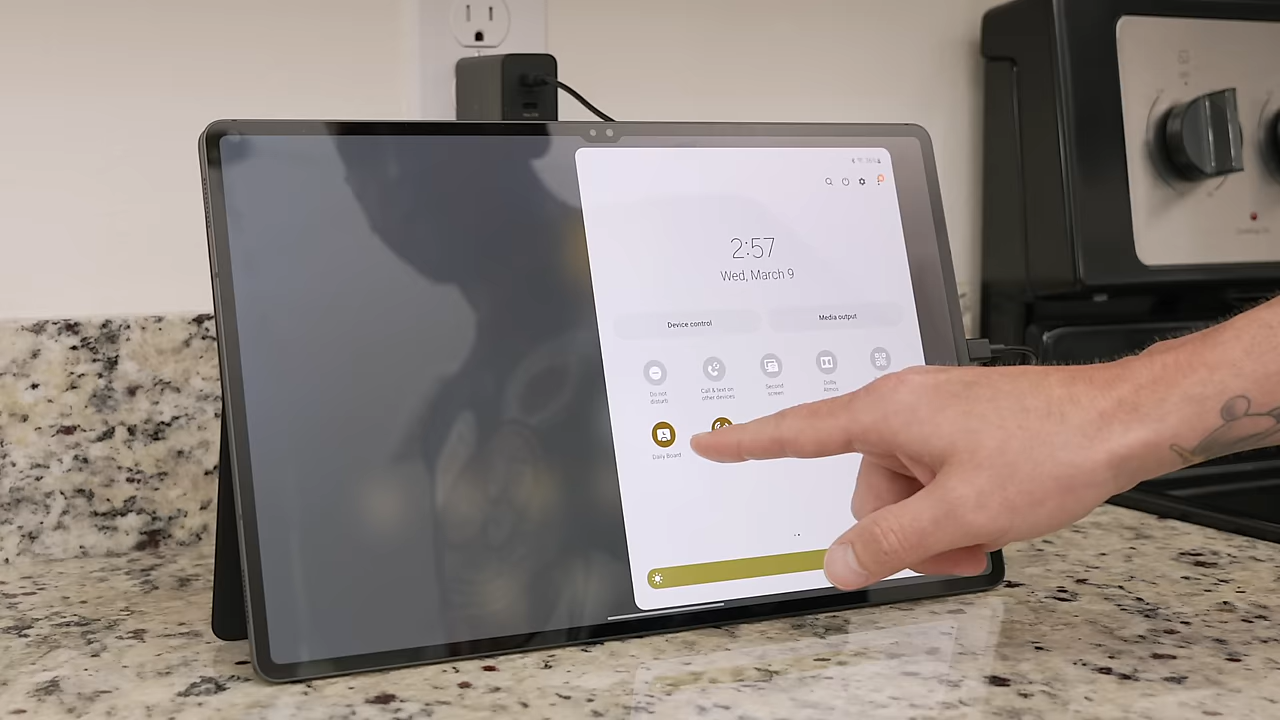 2:57
Wed, March 9
Device control
Media output
Do not
disturb
Call & text on
other devices
Second
screen
Dolby
Atmos
Daily Board